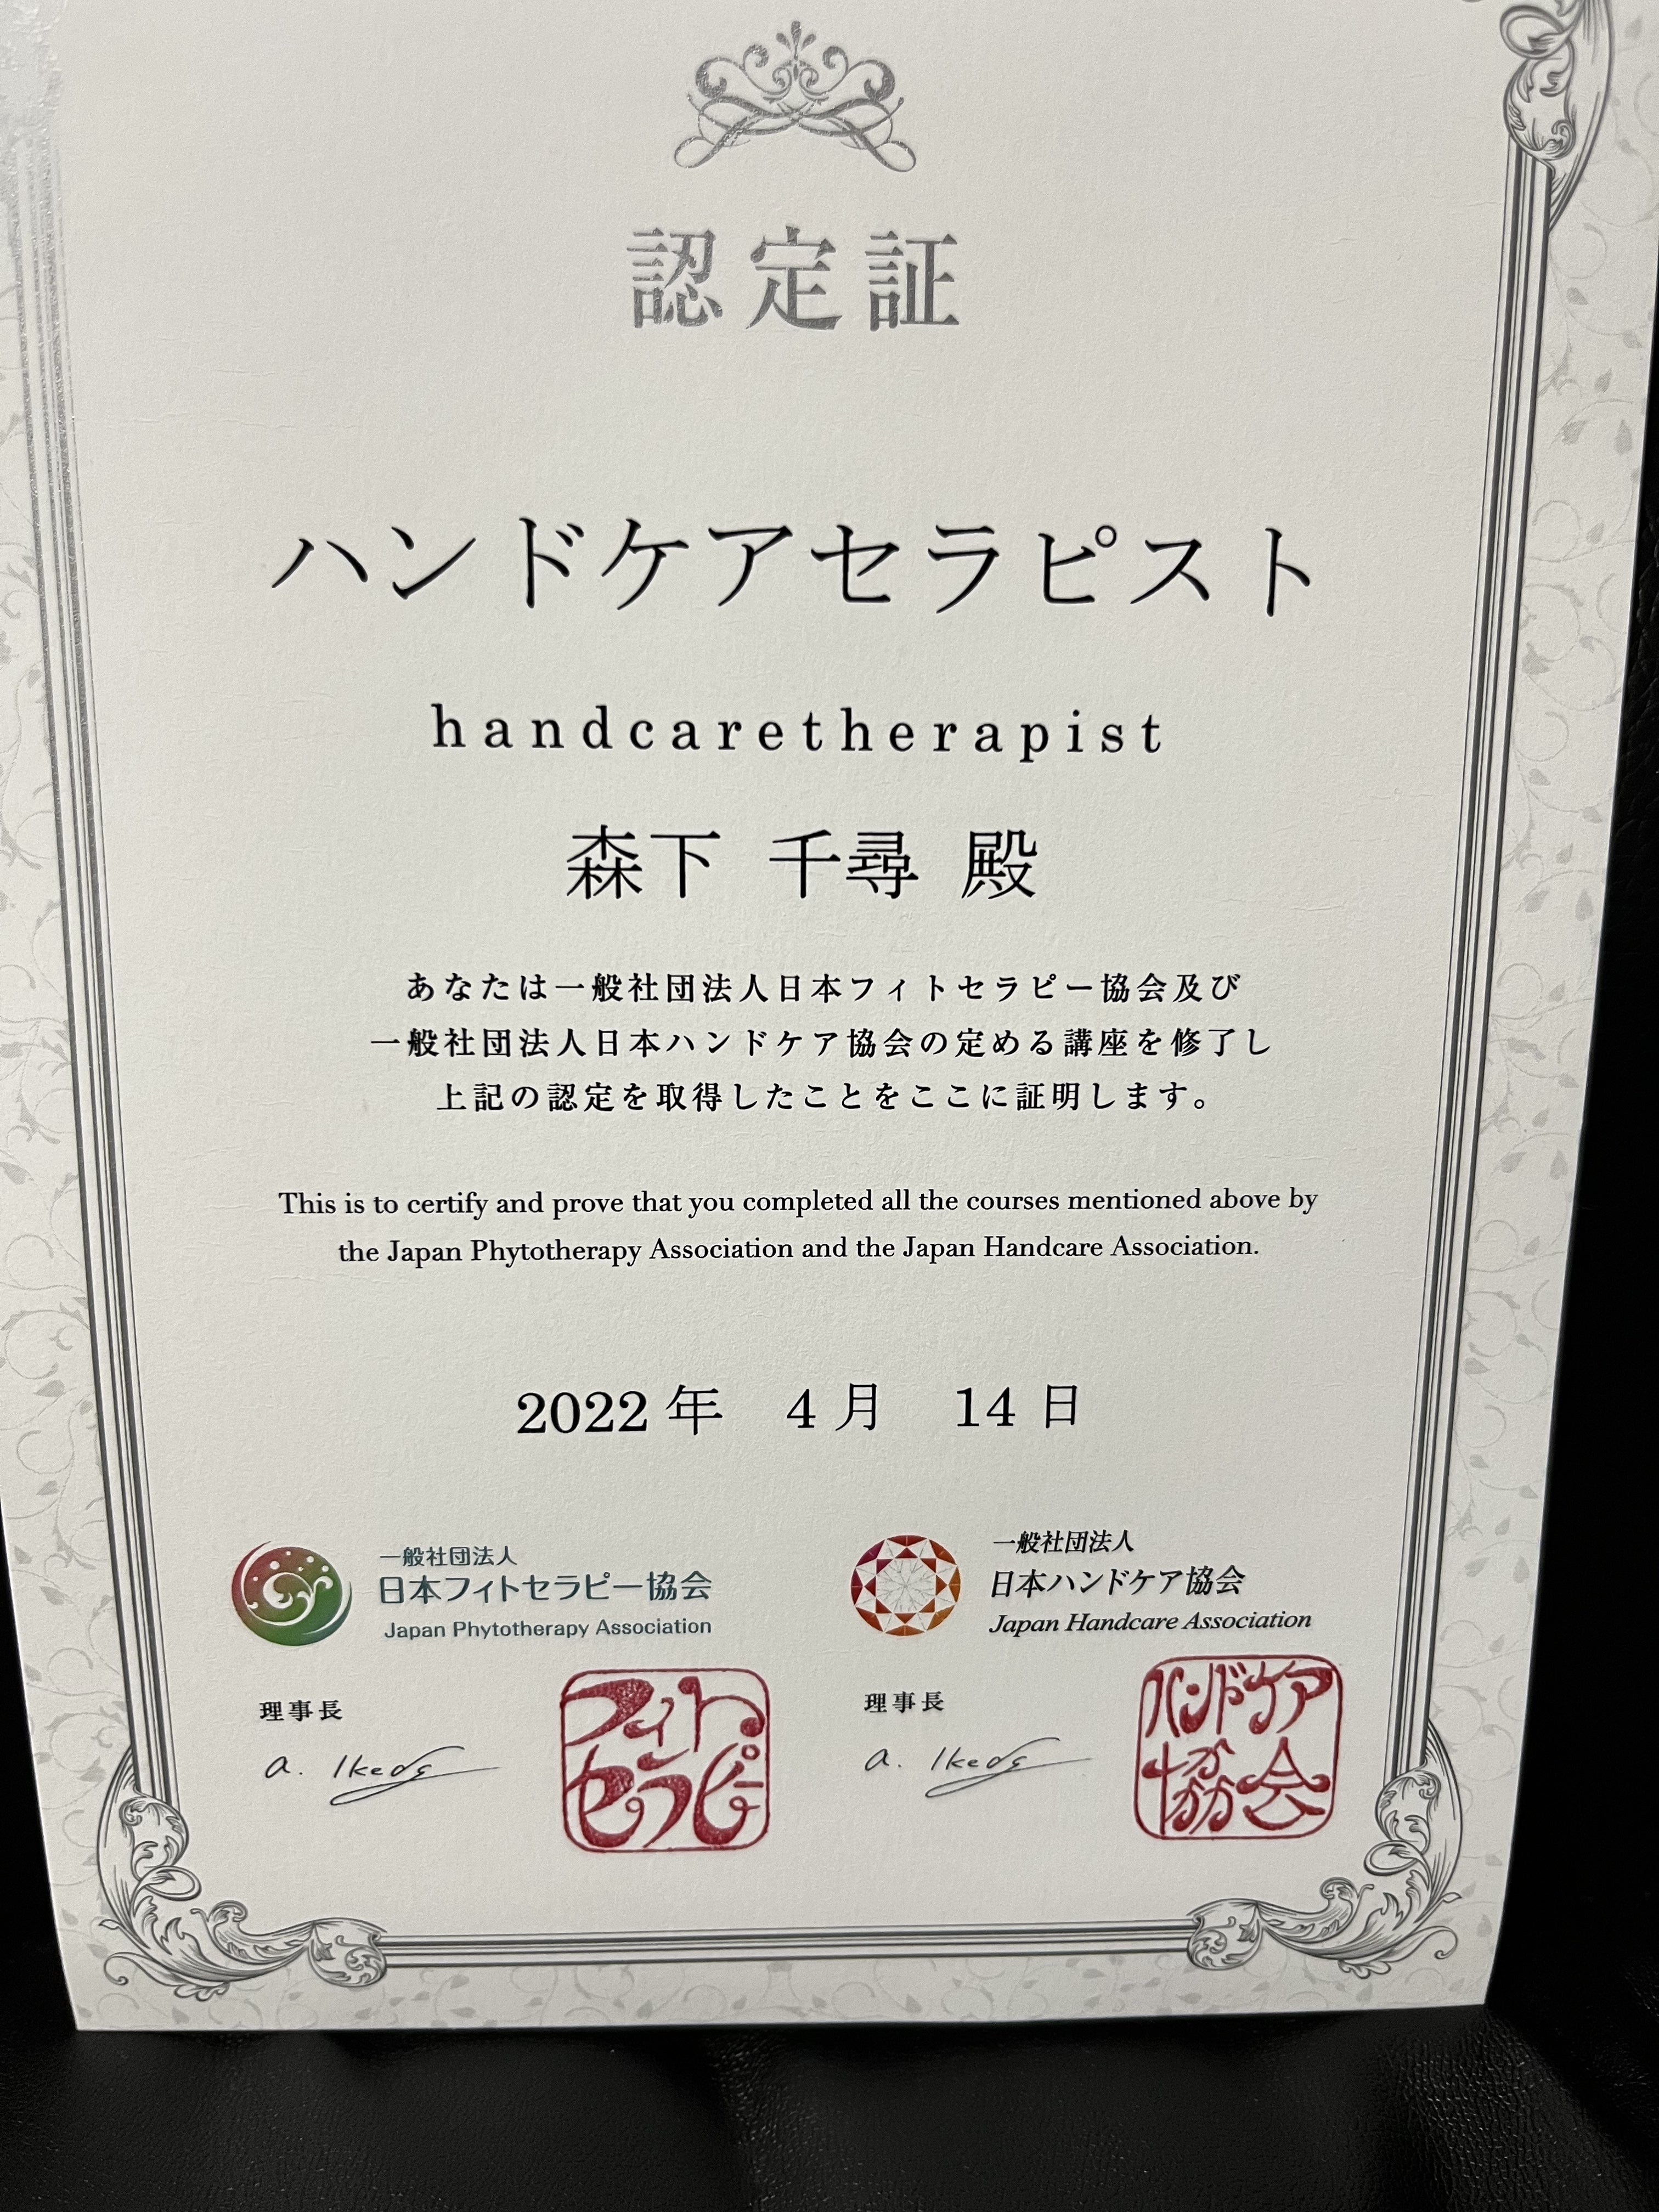 認定証
ハンドケアセラピスト
handcaretherapist
森下 千尋 殿
あなたは一般社団法人日本フィトセラピー協会及び
一般社団法人日本ハンドケア協会の定める講座を修了し
上記の認定を取得したことをここに証明します。
This is to certify and prove that you completed all the courses mentioned above by
the Japan Phytotherapy Association and the Japan Handcare Association.
2022年 4月 14日
一般社団法人
日本フィトセラピー協会
Japan Phytotherapy Association
理事長
a. Ikeda
フィト
セラピー
一般社団法人
日本ハンドケア協会
Japan Handcare Association
理事長
a. Ikeda
ハンドケア
協会